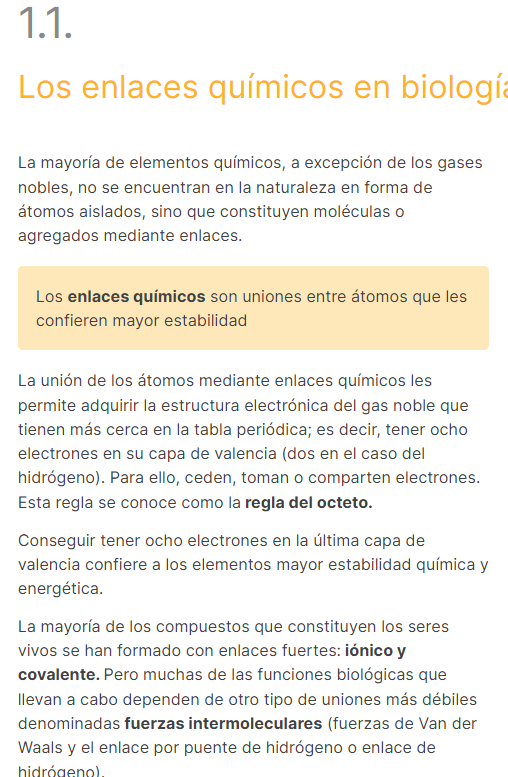 1.1.
Los enlaces químicos en biología
La mayoría de elementos químicos, a excepción de los gases
nobles, no se encuentran en la naturaleza en forma de
átomos aislados, sino que constituyen moléculas o
agregados mediante enlaces.
Los enlaces químicos son uniones entre átomos que les
confieren mayor estabilidad
La unión de los átomos mediante enlaces químicos les
permite adquirir la estructura electrónica del gas noble que
tienen más cerca en la tabla periódica; es decir, tener ocho
electrones en su capa de valencia (dos en el caso del
hidrógeno). Para ello, ceden, toman o comparten electrones.
Esta regla se conoce como la regla del octeto.
Conseguir tener ocho electrones en la última capa de
valencia confiere a los elementos mayor estabilidad química y
energética.
La mayoría de los compuestos que constituyen los seres
vivos se han formado con enlaces fuertes: iónico y
covalente. Pero muchas de las funciones biológicas que
llevan a cabo dependen de otro tipo de uniones más débiles
denominadas fuerzas intermoleculares (fuerzas de Van der
Waals y el enlace por puente de hidrógeno o enlace de
hidrógeno).